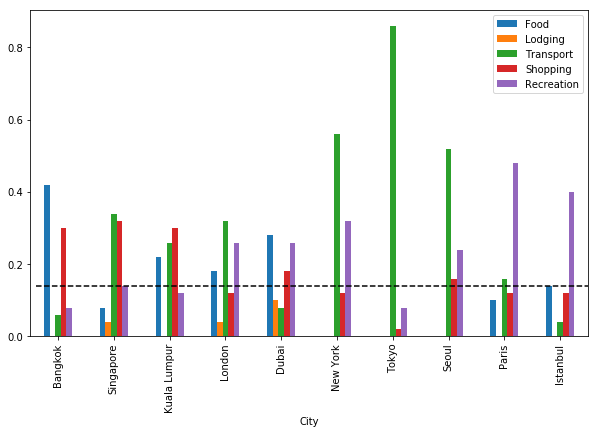 Food
Lodging
Transport
Shopping
Recreation
0.8
0.6
0.4
0.2
0.0
Bangkok
Singapore
Kuala Lumpur
London
Dubai
New York
Tokyo
Seoul
Paris
Istanbul
City